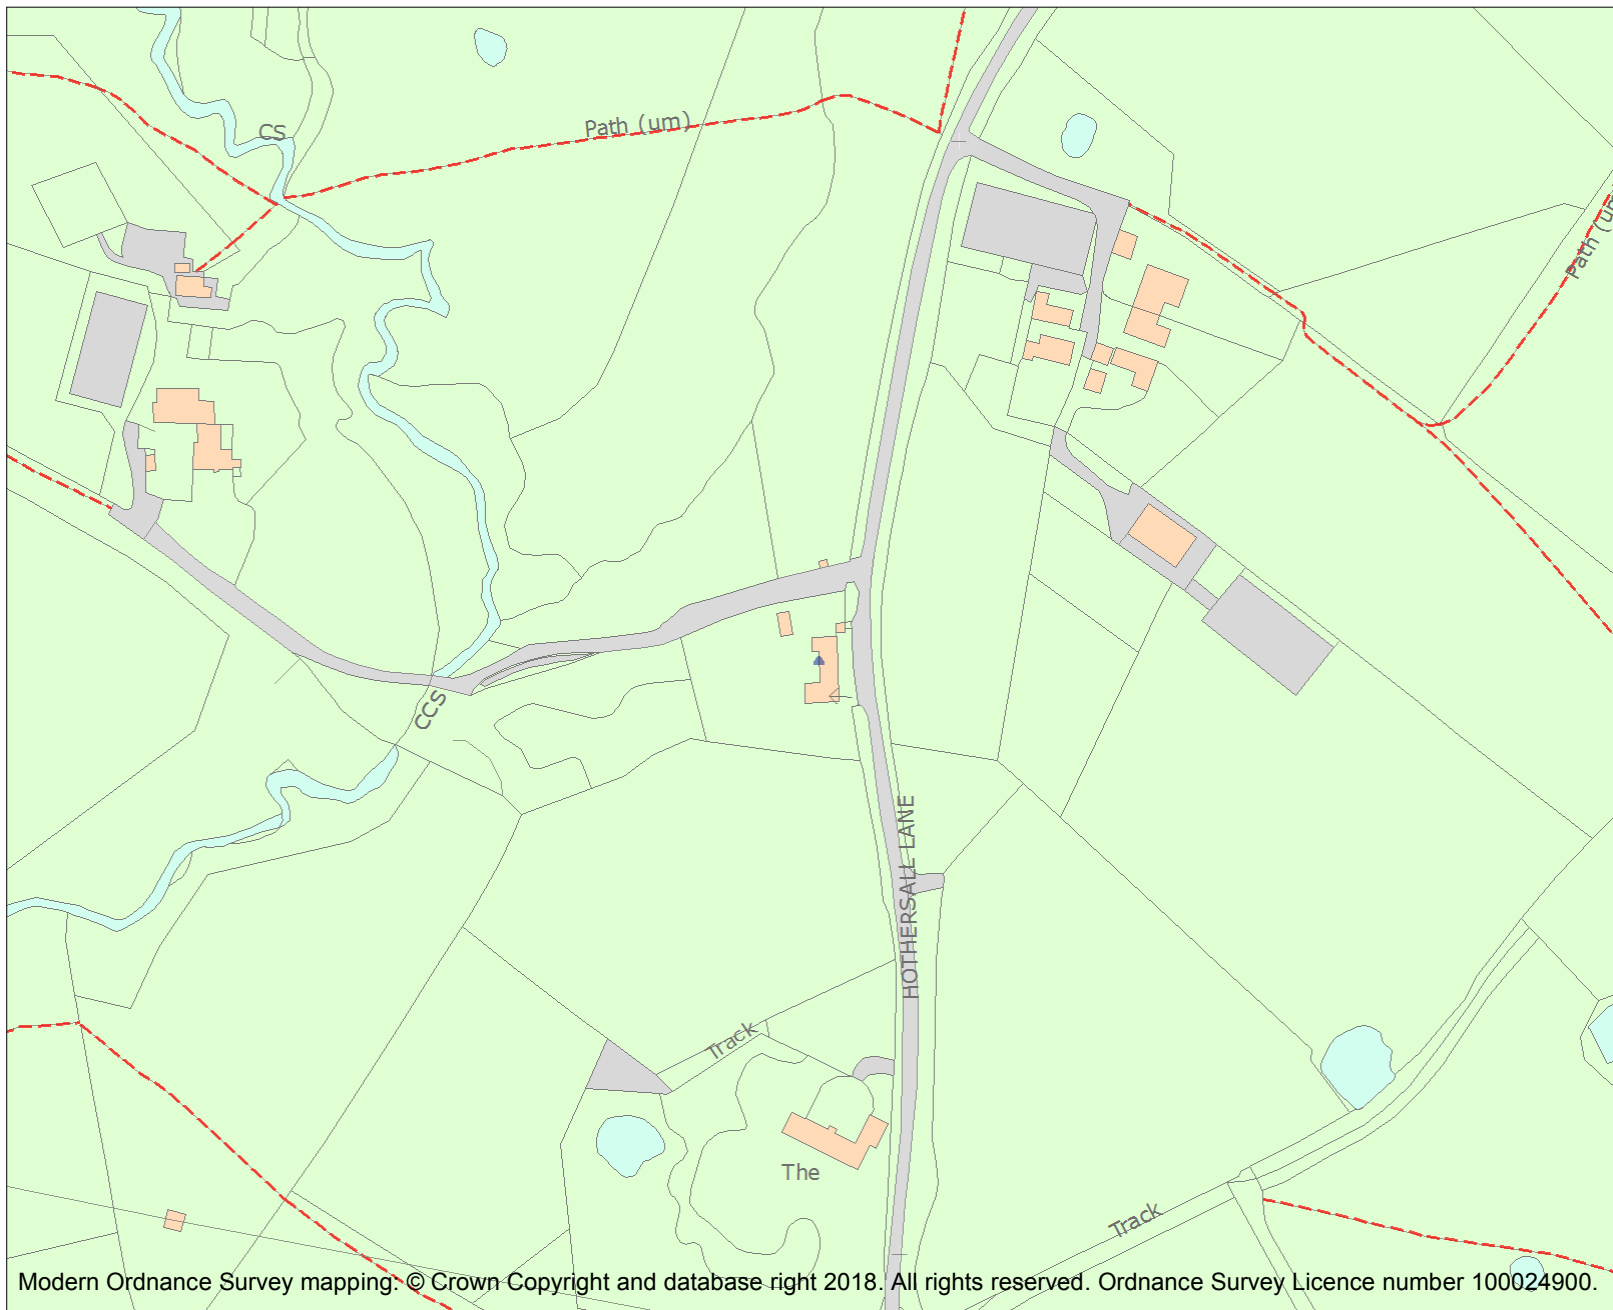 Path (um)
CS
Path (um
CCS
HOTHERSALL LANE
Track
The
Track
Modern Ordnance Survey mapping: © Crown Copyright and database right 2018. All rights reserved. Ordnance Survey Licence number 100024900.